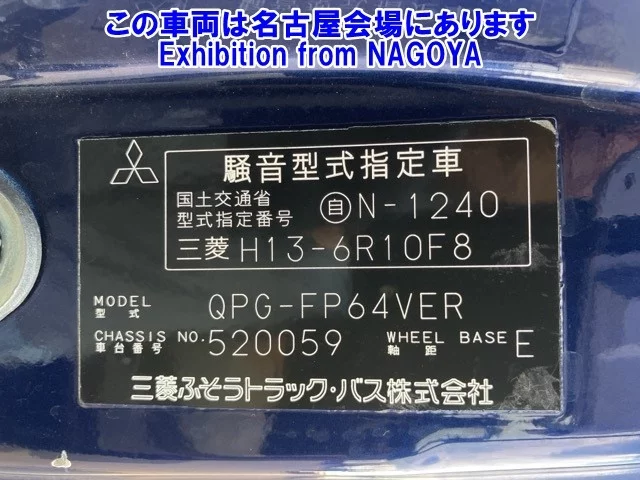 この車両は名古屋会場にあります
Exhibition from NAGOYA
騒音型式指定車
国土交通省
型式指定番号 自N-1240
三菱 H13-6R10F8
MODEL
型式 QPG-FP64VER
CHASSIS NO. 520059 WHEEL BASE E
車台番号 軸距
三菱ふそうトラック・バス株式会社